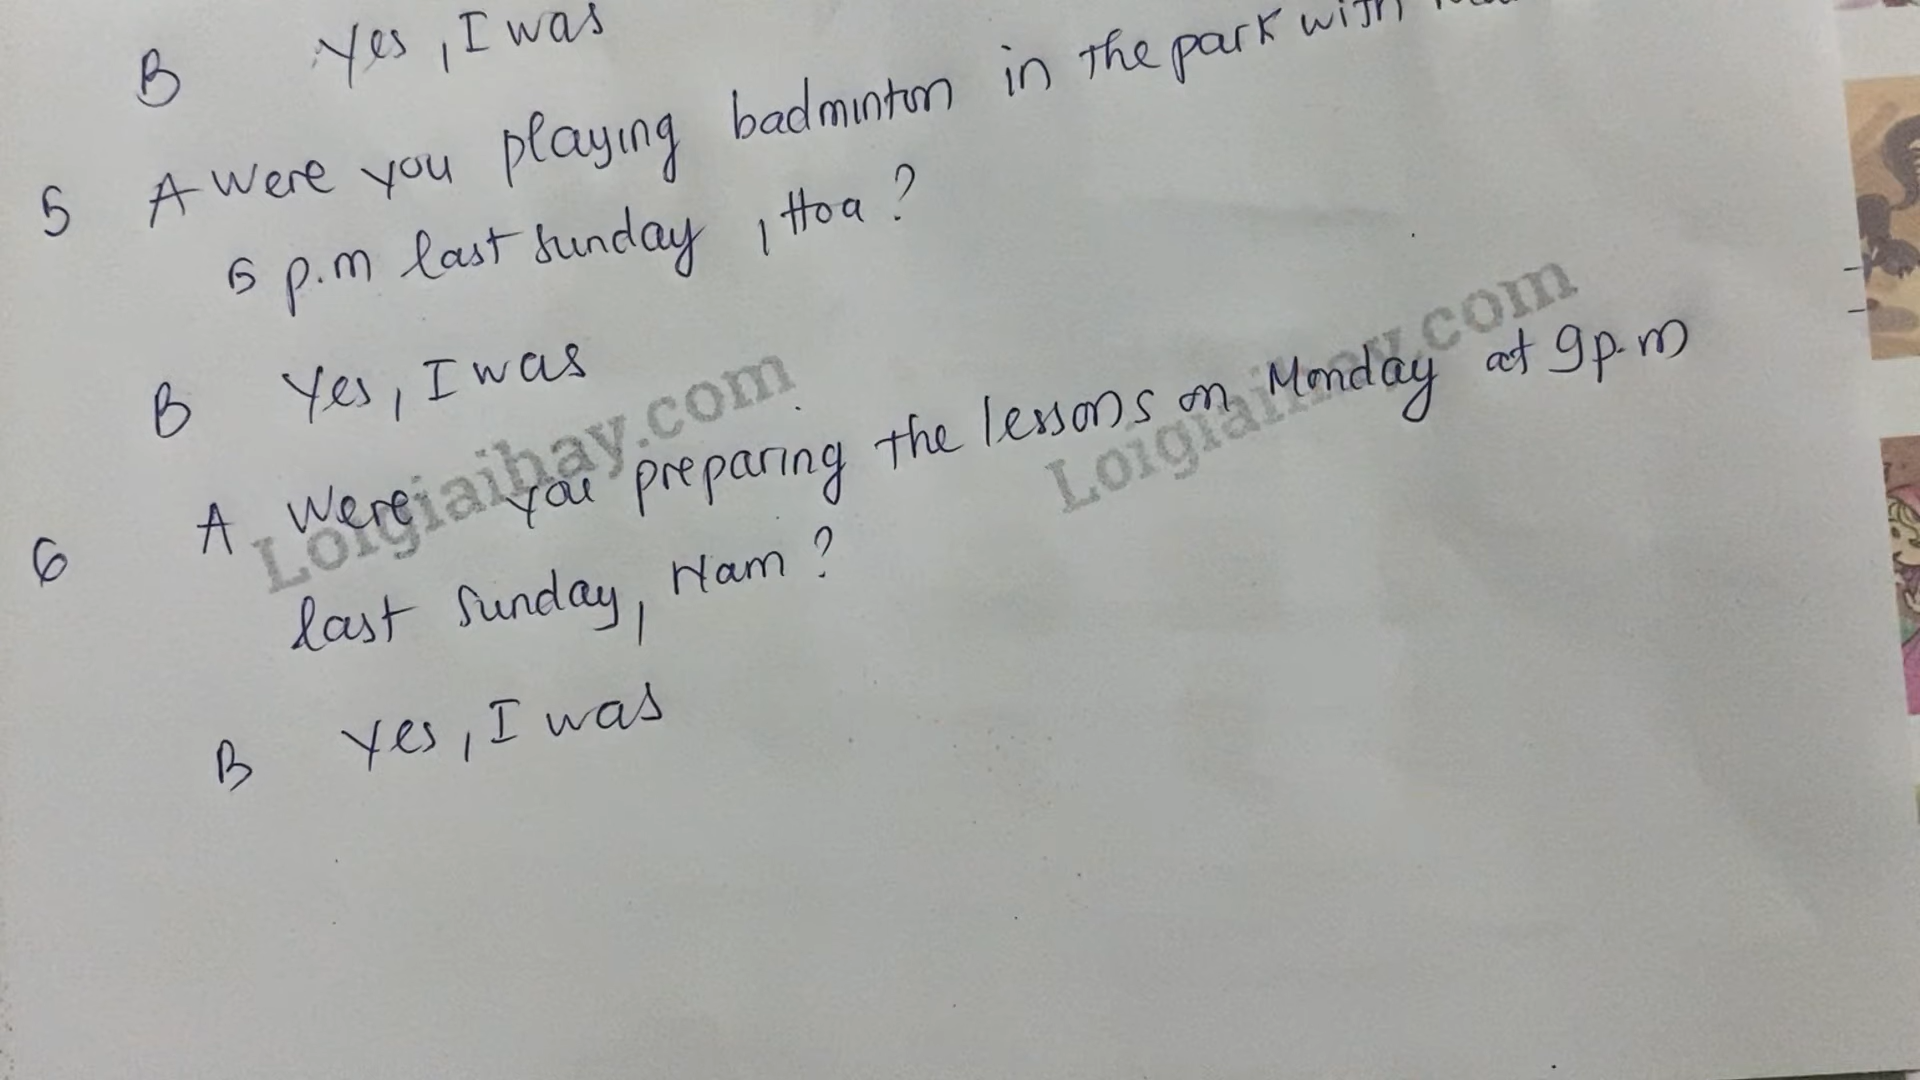 B Yes, I was
5 A Were you playing badminton in the park with
5 p.m last Sunday, Hoa?
B Yes, I was
6 A Were you preparing the lessons on Monday at 9 p.m
last Sunday, Nam?
B Yes, I was
Loigiaihay.com
Loigiaihay.com